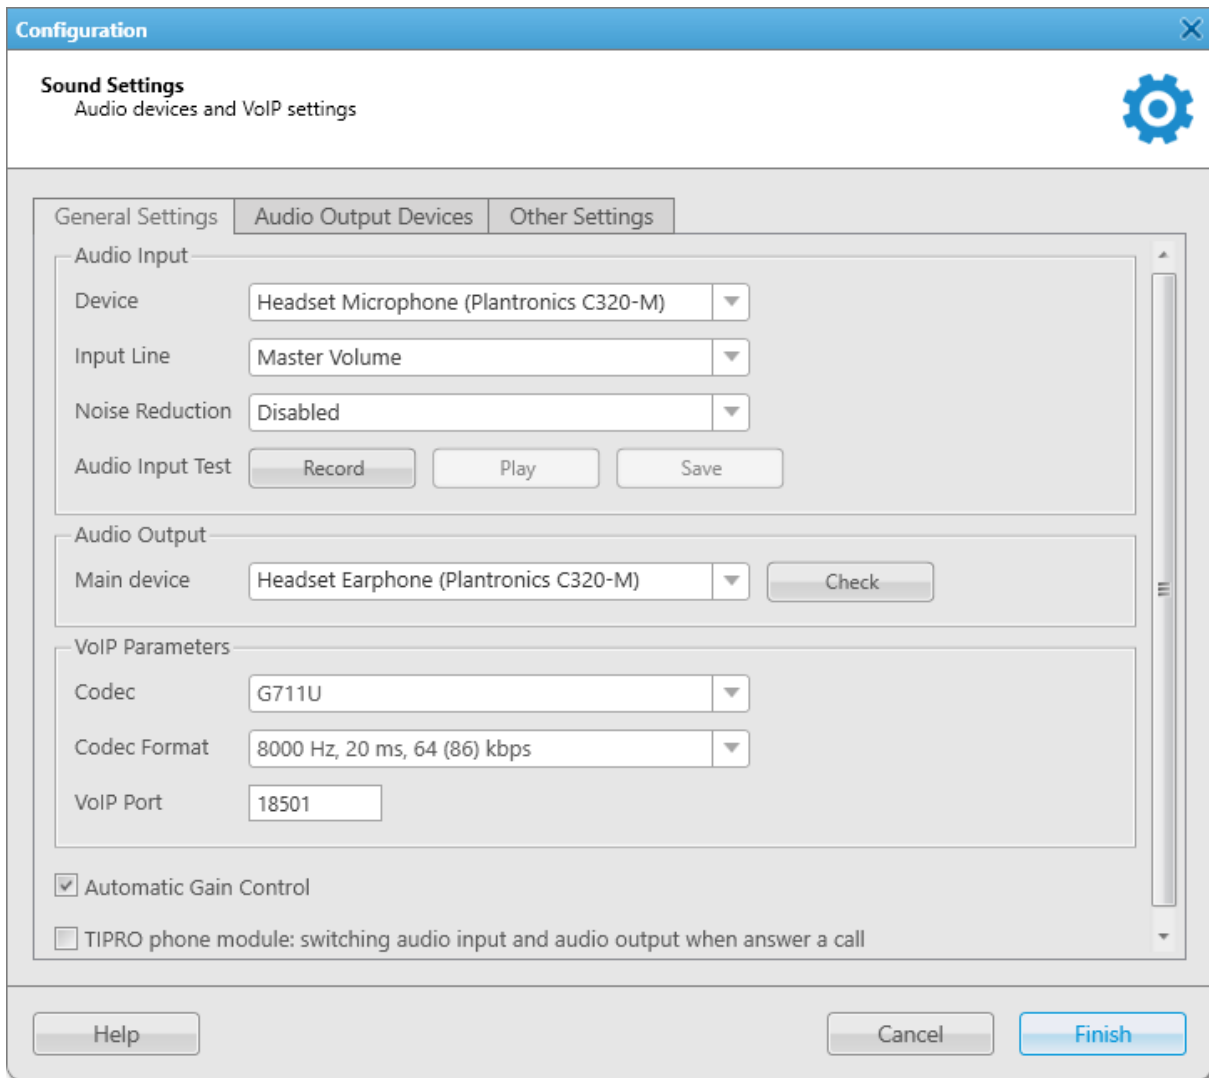 Configuration
Sound Settings
Audio devices and VoIP settings
General Settings
Audio Output Devices
Other Settings
Audio Input
Device
Headset Microphone (Plantronics C320-M)
Input Line
Master Volume
Noise Reduction
Disabled
Audio Input Test
Record
Play
Save
Audio Output
Main device
Headset Earphone (Plantronics C320-M)
Check
VoIP Parameters
Codec
G711U
Codec Format
8000 Hz, 20 ms, 64 (86) kbps
VoIP Port
18501
Automatic Gain Control
TIPRO phone module: switching audio input and audio output when answer a call
Help
Cancel
Finish